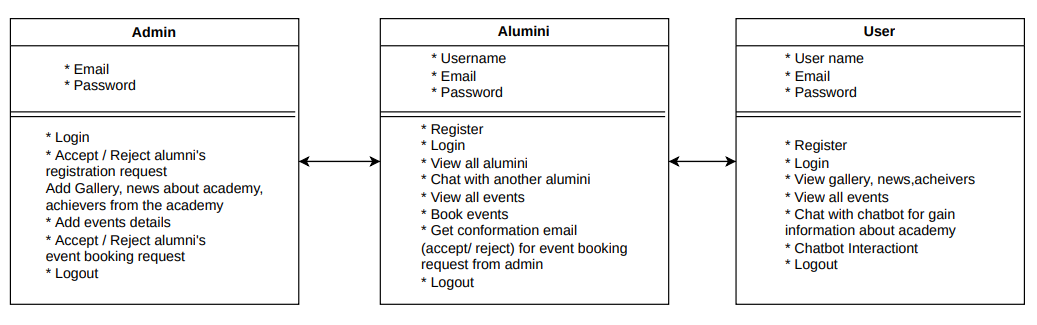 Admin
* Email
* Password
* Login
* Accept / Reject alumni's
registration request
Add Gallery, news about academy,
achievers from the academy
* Add events details
* Accept / Reject alumni's
event booking request
* Logout
Alumini
* Username
* Email
* Password
* Register
* Login
* View all alumini
* Chat with another alumini
* View all events
* Book events
* Get conformation email
(accept/ reject) for event booking
request from admin
* Logout
User
* User name
* Email
* Password
* Register
* Login
* View gallery, news,acheivers
* View all events
* Chat with chatbot for gain
information about academy
* Chatbot Interactiont
* Logout